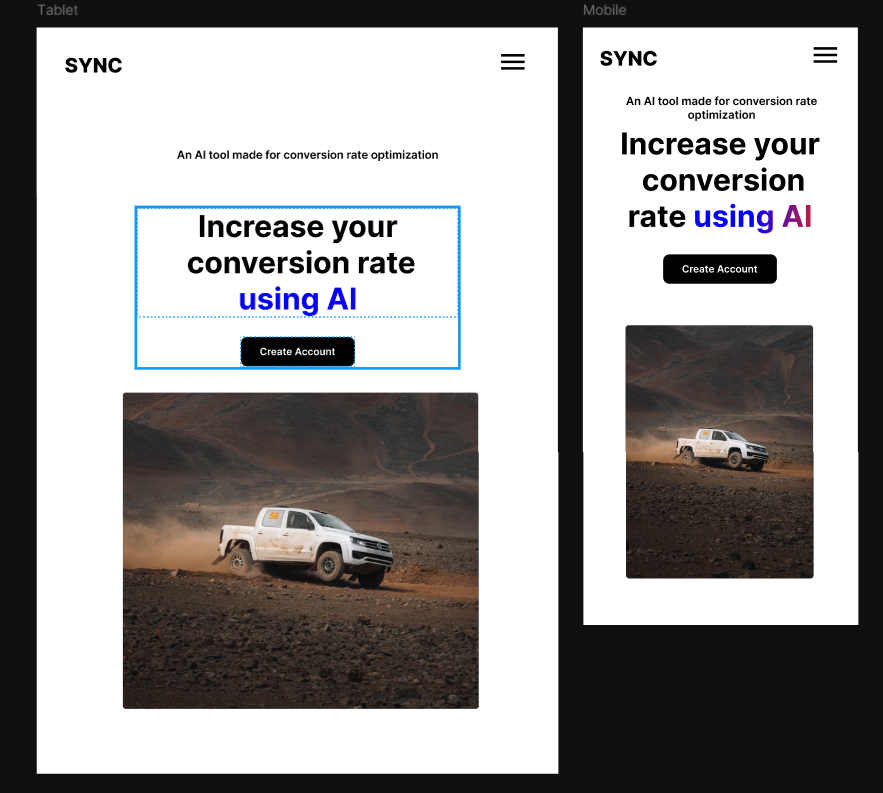 Tablet
SYNC
An AI tool made for conversion rate optimization
Increase your
conversion rate
using AI
Create Account
56
Mobile
SYNC
An AI tool made for conversion rate
optimization
Increase your
conversion
rate using AI
Create Account